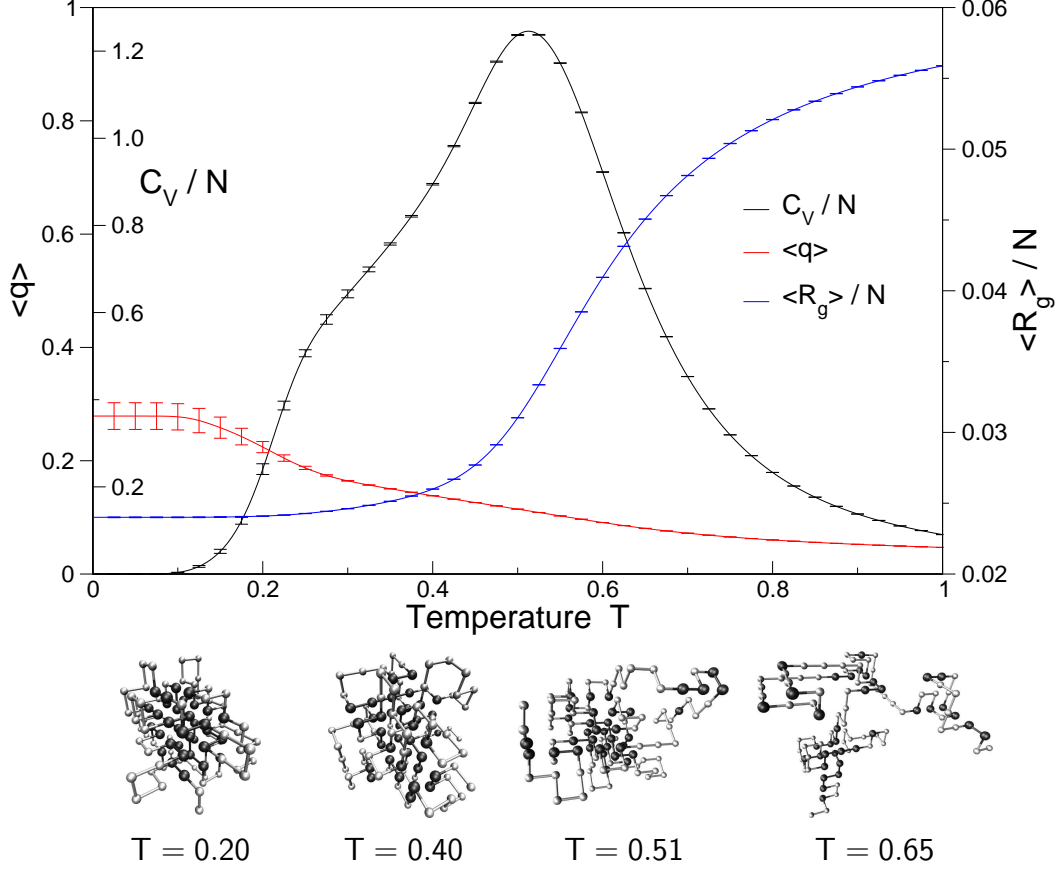 1
0.06
1.2
0.8
1.0
0.05
C_V / N
0.8
C_V / N
0.6
<q>
<R_g> / N
<q>
0.6
0.04
<R_g> / N
0.4
0.03
0.2
0.2
0
0.02
0
0.2
0.4
0.6
0.8
1
Temperature T
T = 0.20
T = 0.40
T = 0.51
T = 0.65